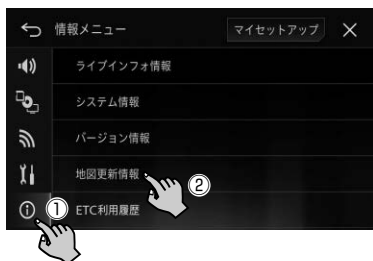 情報メニュー マイセットアップ
ライブインフォ情報
システム情報
バージョン情報
地図更新情報 ②
① ETC利用履歴